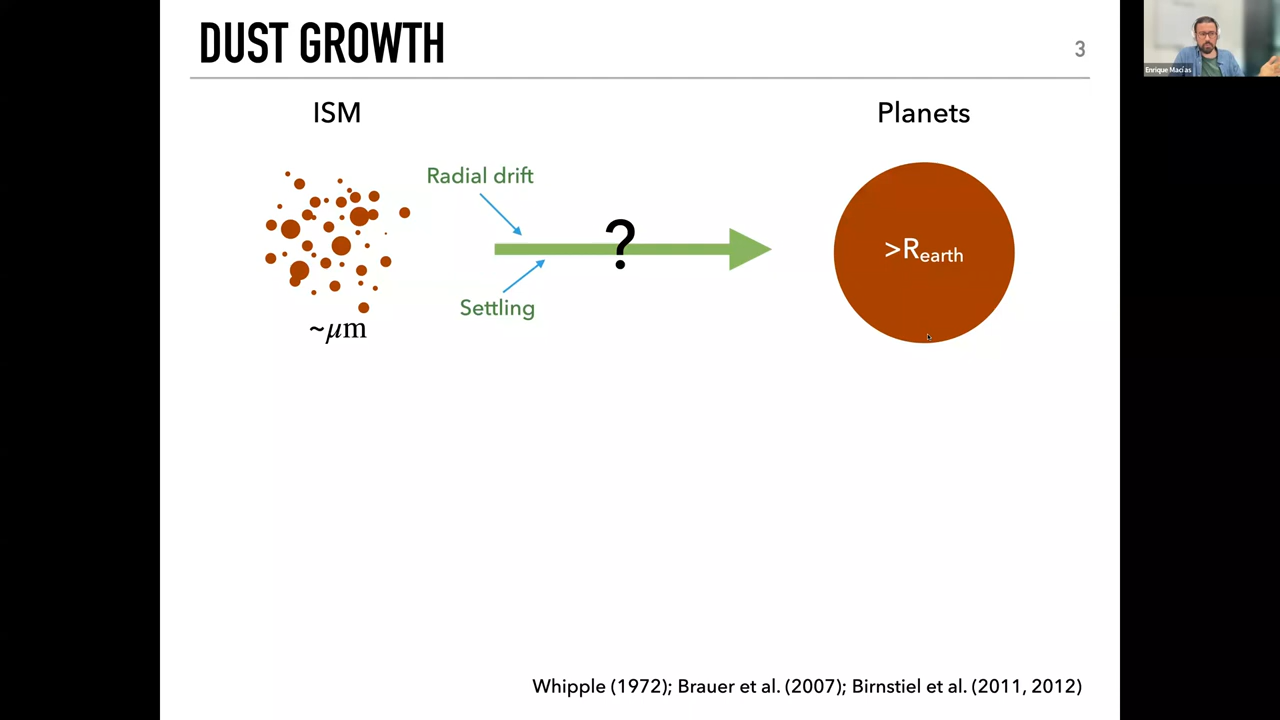 DUST GROWTH
3
Enrique Macías
ISM
Planets
Radial drift
?
>Rearth
Settling
~μm
Whipple (1972); Brauer et al. (2007); Birnstiel et al. (2011, 2012)